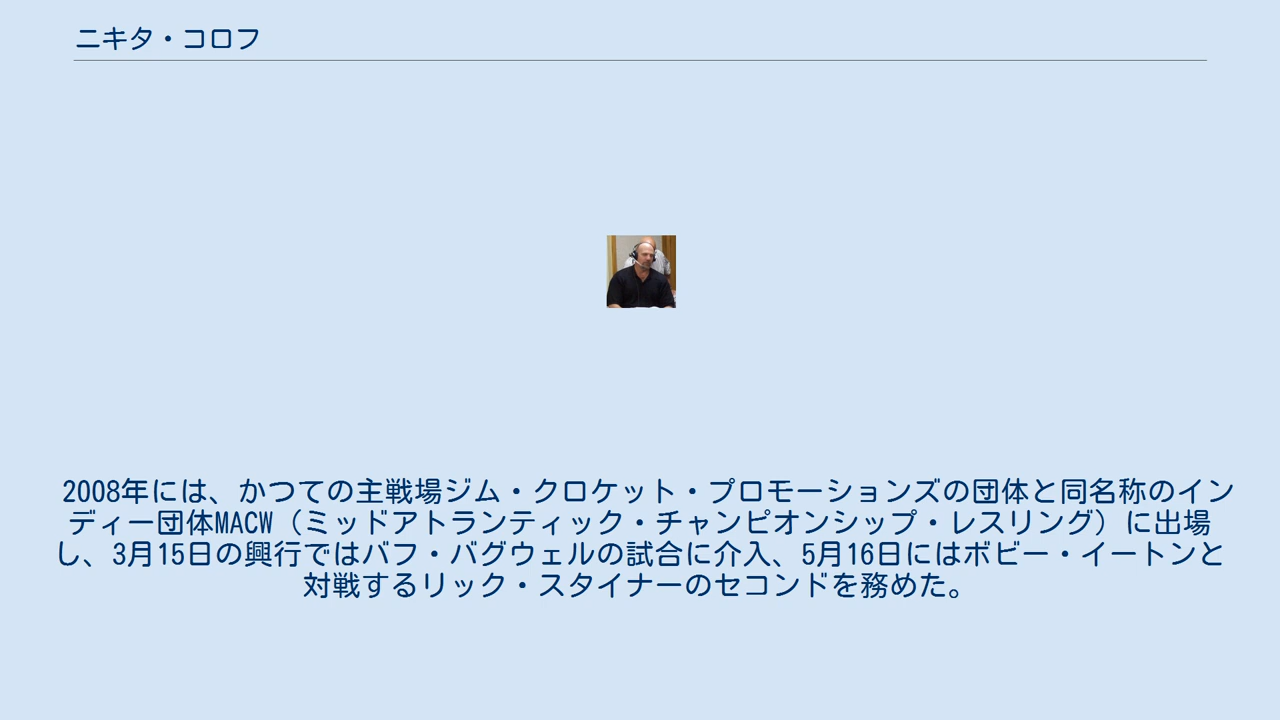 ニキタ・コロフ
2008年には、かつての主戦場ジム・クロケット・プロモーションズの団体と同名称のイン
ディー団体MACW（ミッドアトランティック・チャンピオンシップ・レスリング）に出場
し、3月15日の興行ではバフ・バグウェルの試合に介入、5月16日にはボビー・イートンと
対戦するリック・スタイナーのセコンドを務めた。